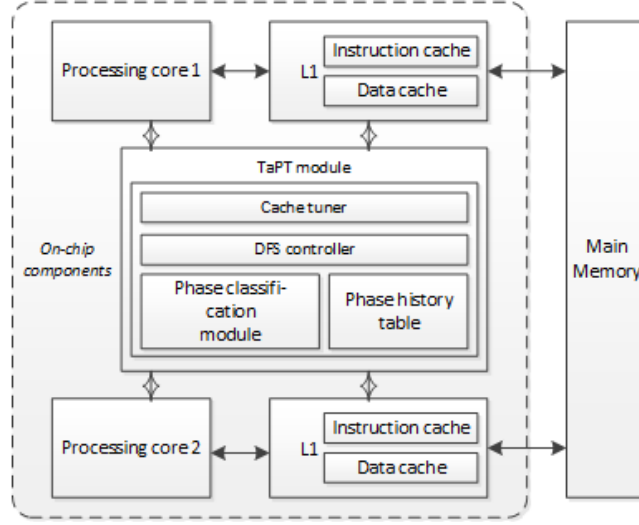 Processing core 1
L1
Instruction cache
Data cache
TaPT module
Cache tuner
DFS controller
Phase classifi-
cation
module
Phase history
table
On-chip
components
Main
Memory
Processing core 2
L1
Instruction cache
Data cache